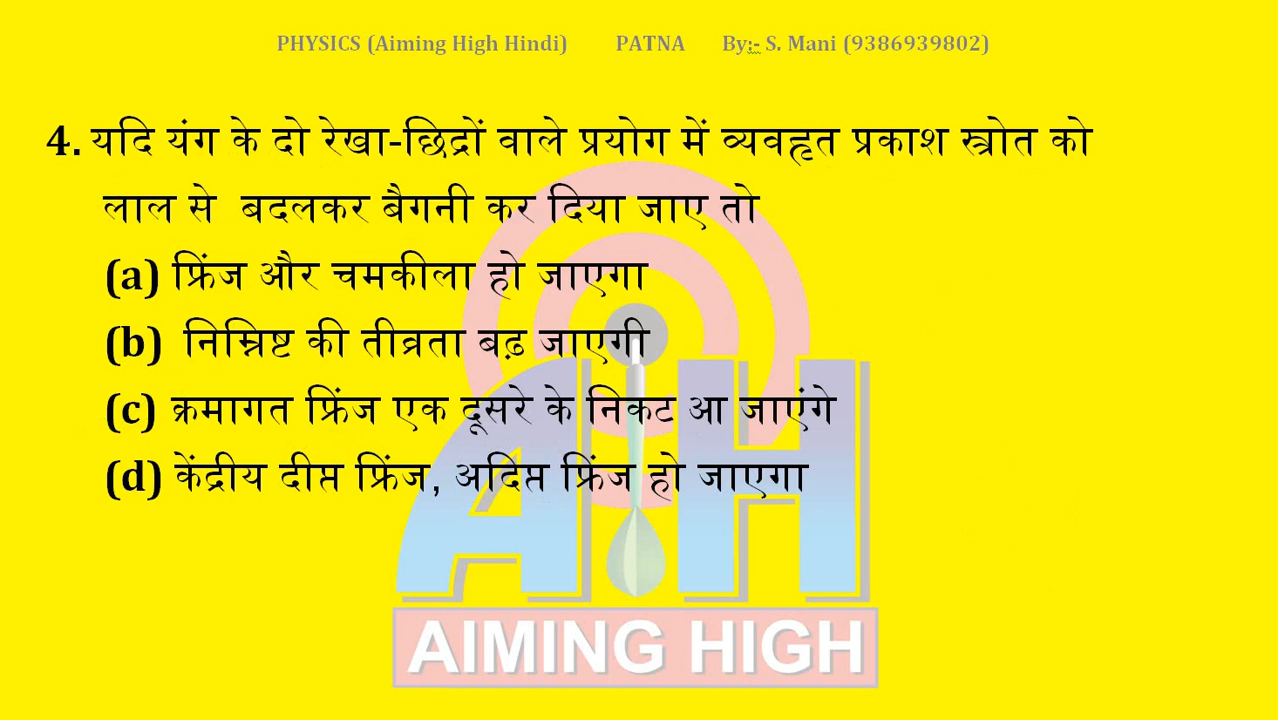 PHYSICS (Aiming High Hindi) PATNA By:- S. Mani (9386939802)
4. यदि यंग के दो रेखा-छिद्रों वाले प्रयोग में व्यवहृत प्रकाश स्त्रोत को
लाल से बदलकर बैगनी कर दिया जाए तो
(a) फ्रिंज और चमकीला हो जाएगा
(b) निम्निष्ट की तीव्रता बढ़ जाएगी
(c) क्रमागत फ्रिंज एक दूसरे के निकट आ जाएंगे
(d) केंद्रीय दीप्त फ्रिंज, अदिप्त फ्रिंज हो जाएगा
AH
AIMING HIGH